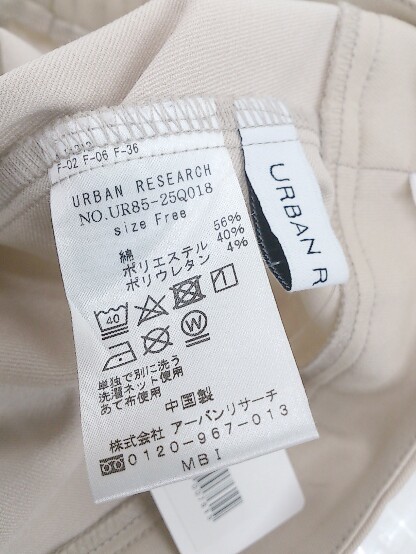 F-02 F-06 F-36
URBAN RESEARCH
NO.UR85-25Q018
size Free
綿 56%
ポリエステル 40%
ポリウレタン 4%
40
W
単独で別に洗う
洗濯ネット使用
あて布使用
中国製
株式会社 アーバンリサーチ
0120-967-013
MBI
URBAN R